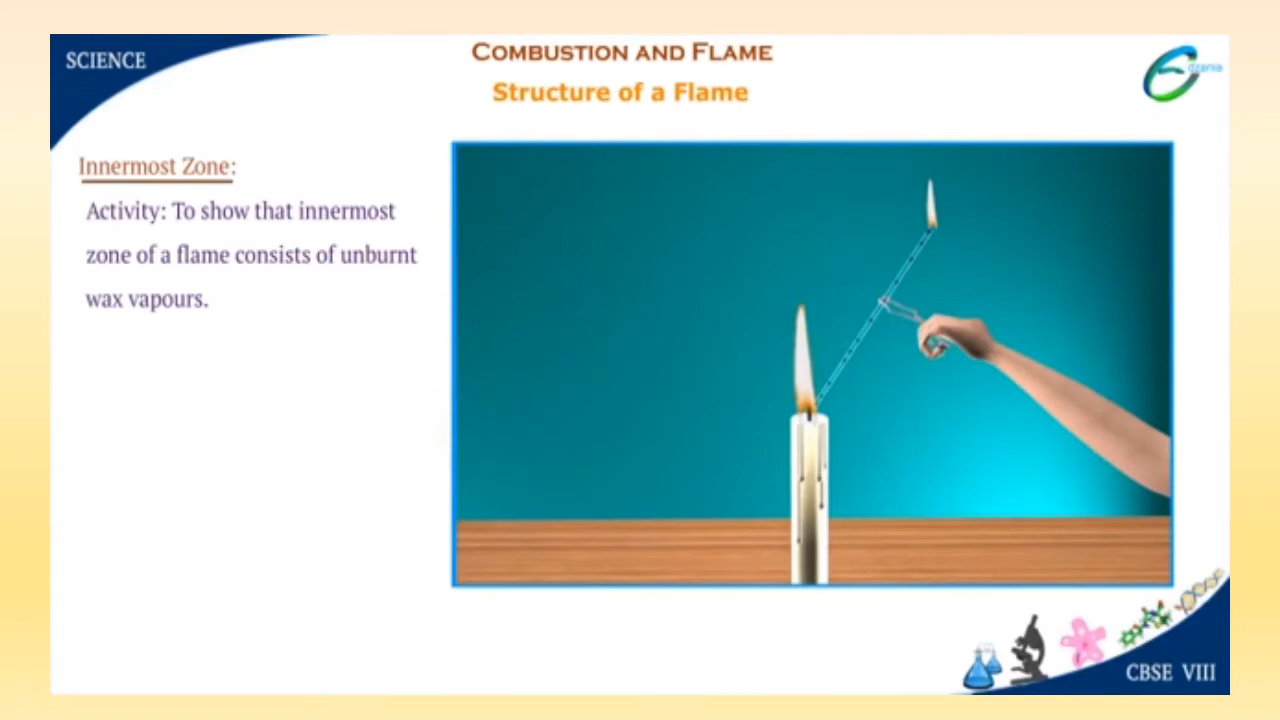 SCIENCE
COMBUSTION AND FLAME
Structure of a Flame
dzania
Innermost Zone:
Activity: To show that innermost
zone of a flame consists of unburnt
wax vapours.
CBSE VIII